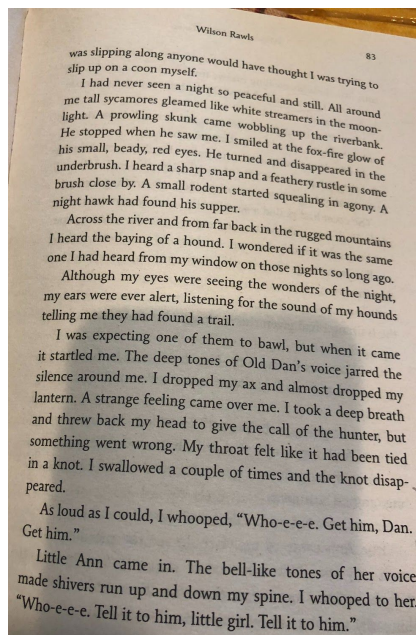 Wilson Rawls
83
was slipping along anyone would have thought I was trying to
slip up on a coon myself.
I had never seen a night so peaceful and still. All around
me tall sycamores gleamed like white streamers in the moon-
light. A prowling skunk came wobbling up the riverbank.
He stopped when he saw me. I smiled at the fox-fire glow of
his small, beady, red eyes. He turned and disappeared in the
underbrush. I heard a sharp snap and a feathery rustle in some
brush close by. A small rodent started squealing in agony. A
night hawk had found his supper.
Across the river and from far back in the rugged mountains
I heard the baying of a hound. I wondered if it was the same
one I had heard from my window on those nights so long ago.
Although my eyes were seeing the wonders of the night,
my ears were ever alert, listening for the sound of my hounds
telling me they had found a trail.
I was expecting one of them to bawl, but when it came
it startled me. The deep tones of Old Dan's voice jarred the
silence around me. I dropped my ax and almost dropped my
lantern. A strange feeling came over me. I took a deep breath
and threw back my head to give the call of the hunter, but
something went wrong. My throat felt like it had been tied
in a knot. I swallowed a couple of times and the knot disap-
peared.
As loud as I could, I whooped, "Who-e-e-e. Get him, Dan.
Get him."
Little Ann came in. The bell-like tones of her voice
made shivers run up and down my spine. I whooped to her.
"Who-e-e-e. Tell it to him, little girl. Tell it to him."